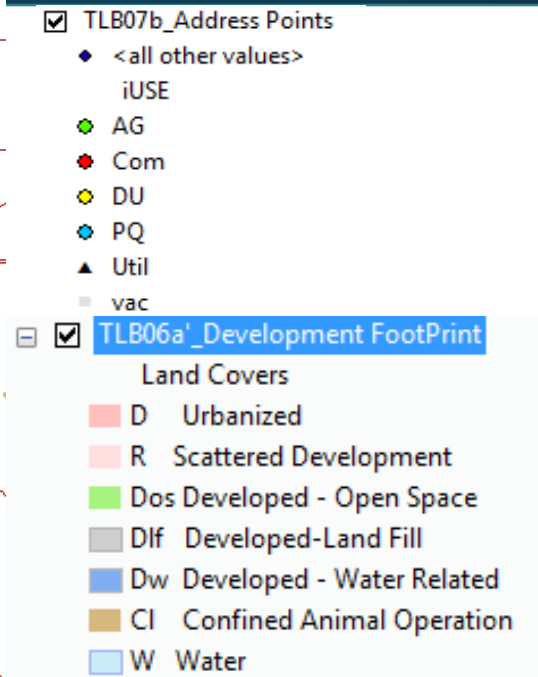 TLB07b_Address Points
<all other values>
iUSE
AG
Com
DU
PQ
Util
vac
TLB06a'_Development FootPrint
Land Covers
D Urbanized
R Scattered Development
Dos Developed - Open Space
Dlf Developed-Land Fill
Dw Developed - Water Related
Cl Confined Animal Operation
W Water